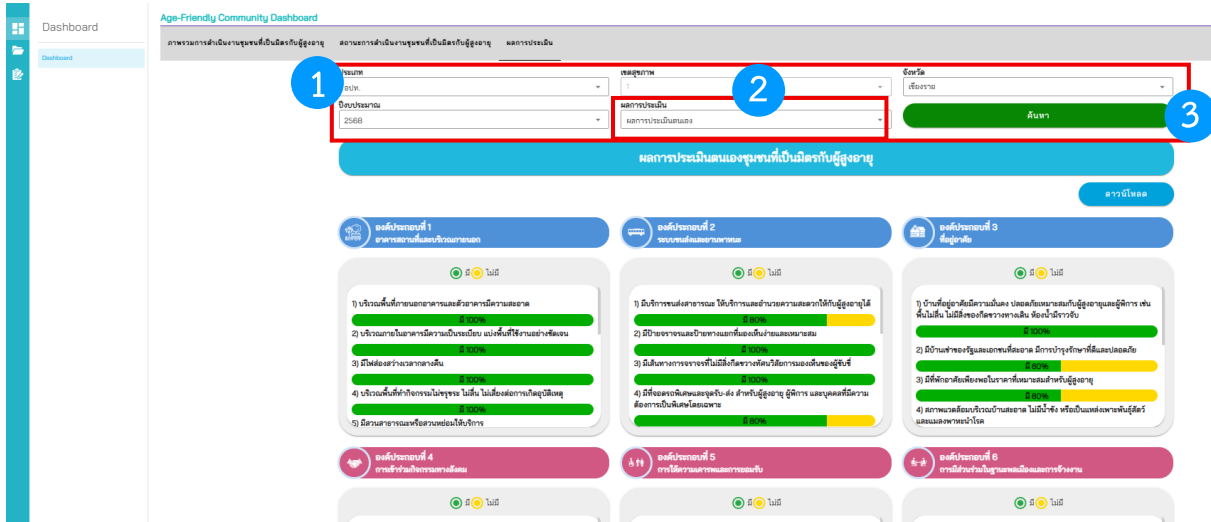 Age-Friendly Community Dashboard
Dashboard
ภาพรวมการดำเนินงานชุมชนที่เป็นมิตรกับผู้สูงอายุ สถานะการดำเนินงานชุมชนที่เป็นมิตรกับผู้สูงอายุ ผลการประเมิน
Dashboard
ประเภท เขตสุขภาพ จังหวัด
1 อปท. 1 2 เชียงราย
ปีงบประมาณ ผลการประเมิน
2568 ผลการประเมินตนเอง ค้นหา 3
ผลการประเมินตนเองชุมชนที่เป็นมิตรกับผู้สูงอายุ
ดาวน์โหลด
องค์ประกอบที่ 1
อาคารสถานที่และบริเวณภายนอก
องค์ประกอบที่ 2
ระบบขนส่งและยานพาหนะ
องค์ประกอบที่ 3
ที่อยู่อาศัย
มี ไม่มี
1) บริเวณพื้นที่ภายนอกอาคารและตัวอาคารมีความสะอาด
มี 100%
2) บริเวณภายในอาคารมีความเป็นระเบียบ แบ่งพื้นที่ใช้งานอย่างชัดเจน
มี 100%
3) มีไฟส่องสว่างเวลากลางคืน
มี 100%
4) บริเวณพื้นที่ทำกิจกรรมไม่ขรุขระ ไม่ลื่น ไม่เสี่ยงต่อการเกิดอุบัติเหตุ
มี 100%
5) มีสวนสาธารณะหรือสวนหย่อมให้บริการ
มี ไม่มี
1) มีบริการขนส่งสาธารณะ ให้บริการและอำนวยความสะดวกให้กับผู้สูงอายุได้
มี 80%
2) มีป้ายจราจรและป้ายทางแยกที่มองเห็นง่ายและเหมาะสม
มี 100%
3) มีเส้นทางการจราจรที่ไม่มีสิ่งกีดขวางทัศนวิสัยการมองเห็นของผู้ขับขี่
มี 100%
4) มีที่จอดรถพิเศษและจุดรับ-ส่ง สำหรับผู้สูงอายุ ผู้พิการ และบุคคลที่มีความ
ต้องการเป็นพิเศษโดยเฉพาะ
มี 80%
มี ไม่มี
1) บ้านที่อยู่อาศัยมีความมั่นคง ปลอดภัยเหมาะสมกับผู้สูงอายุและผู้พิการ เช่น
พื้นไม่ลื่น ไม่มีสิ่งของกีดขวางทางเดิน ห้องน้ำมีราวจับ
มี 100%
2) มีบ้านเช่าของรัฐและเอกชนที่สะอาด มีการบำรุงรักษาที่ดีและปลอดภัย
มี 60%
3) มีที่พักอาศัยเพียงพอในราคาที่เหมาะสมสำหรับผู้สูงอายุ
มี 60%
4) สภาพแวดล้อมบริเวณบ้านสะอาด ไม่มีน้ำขัง หรือเป็นแหล่งเพาะพันธุ์สัตว์
และแมลงพาหะนำโรค
องค์ประกอบที่ 4
การเข้าร่วมกิจกรรมทางสังคม
องค์ประกอบที่ 5
การให้ความเคารพและการยอมรับ
องค์ประกอบที่ 6
การมีส่วนร่วมในฐานะพลเมืองและการจ้างงาน
มี ไม่มี
มี ไม่มี
มี ไม่มี